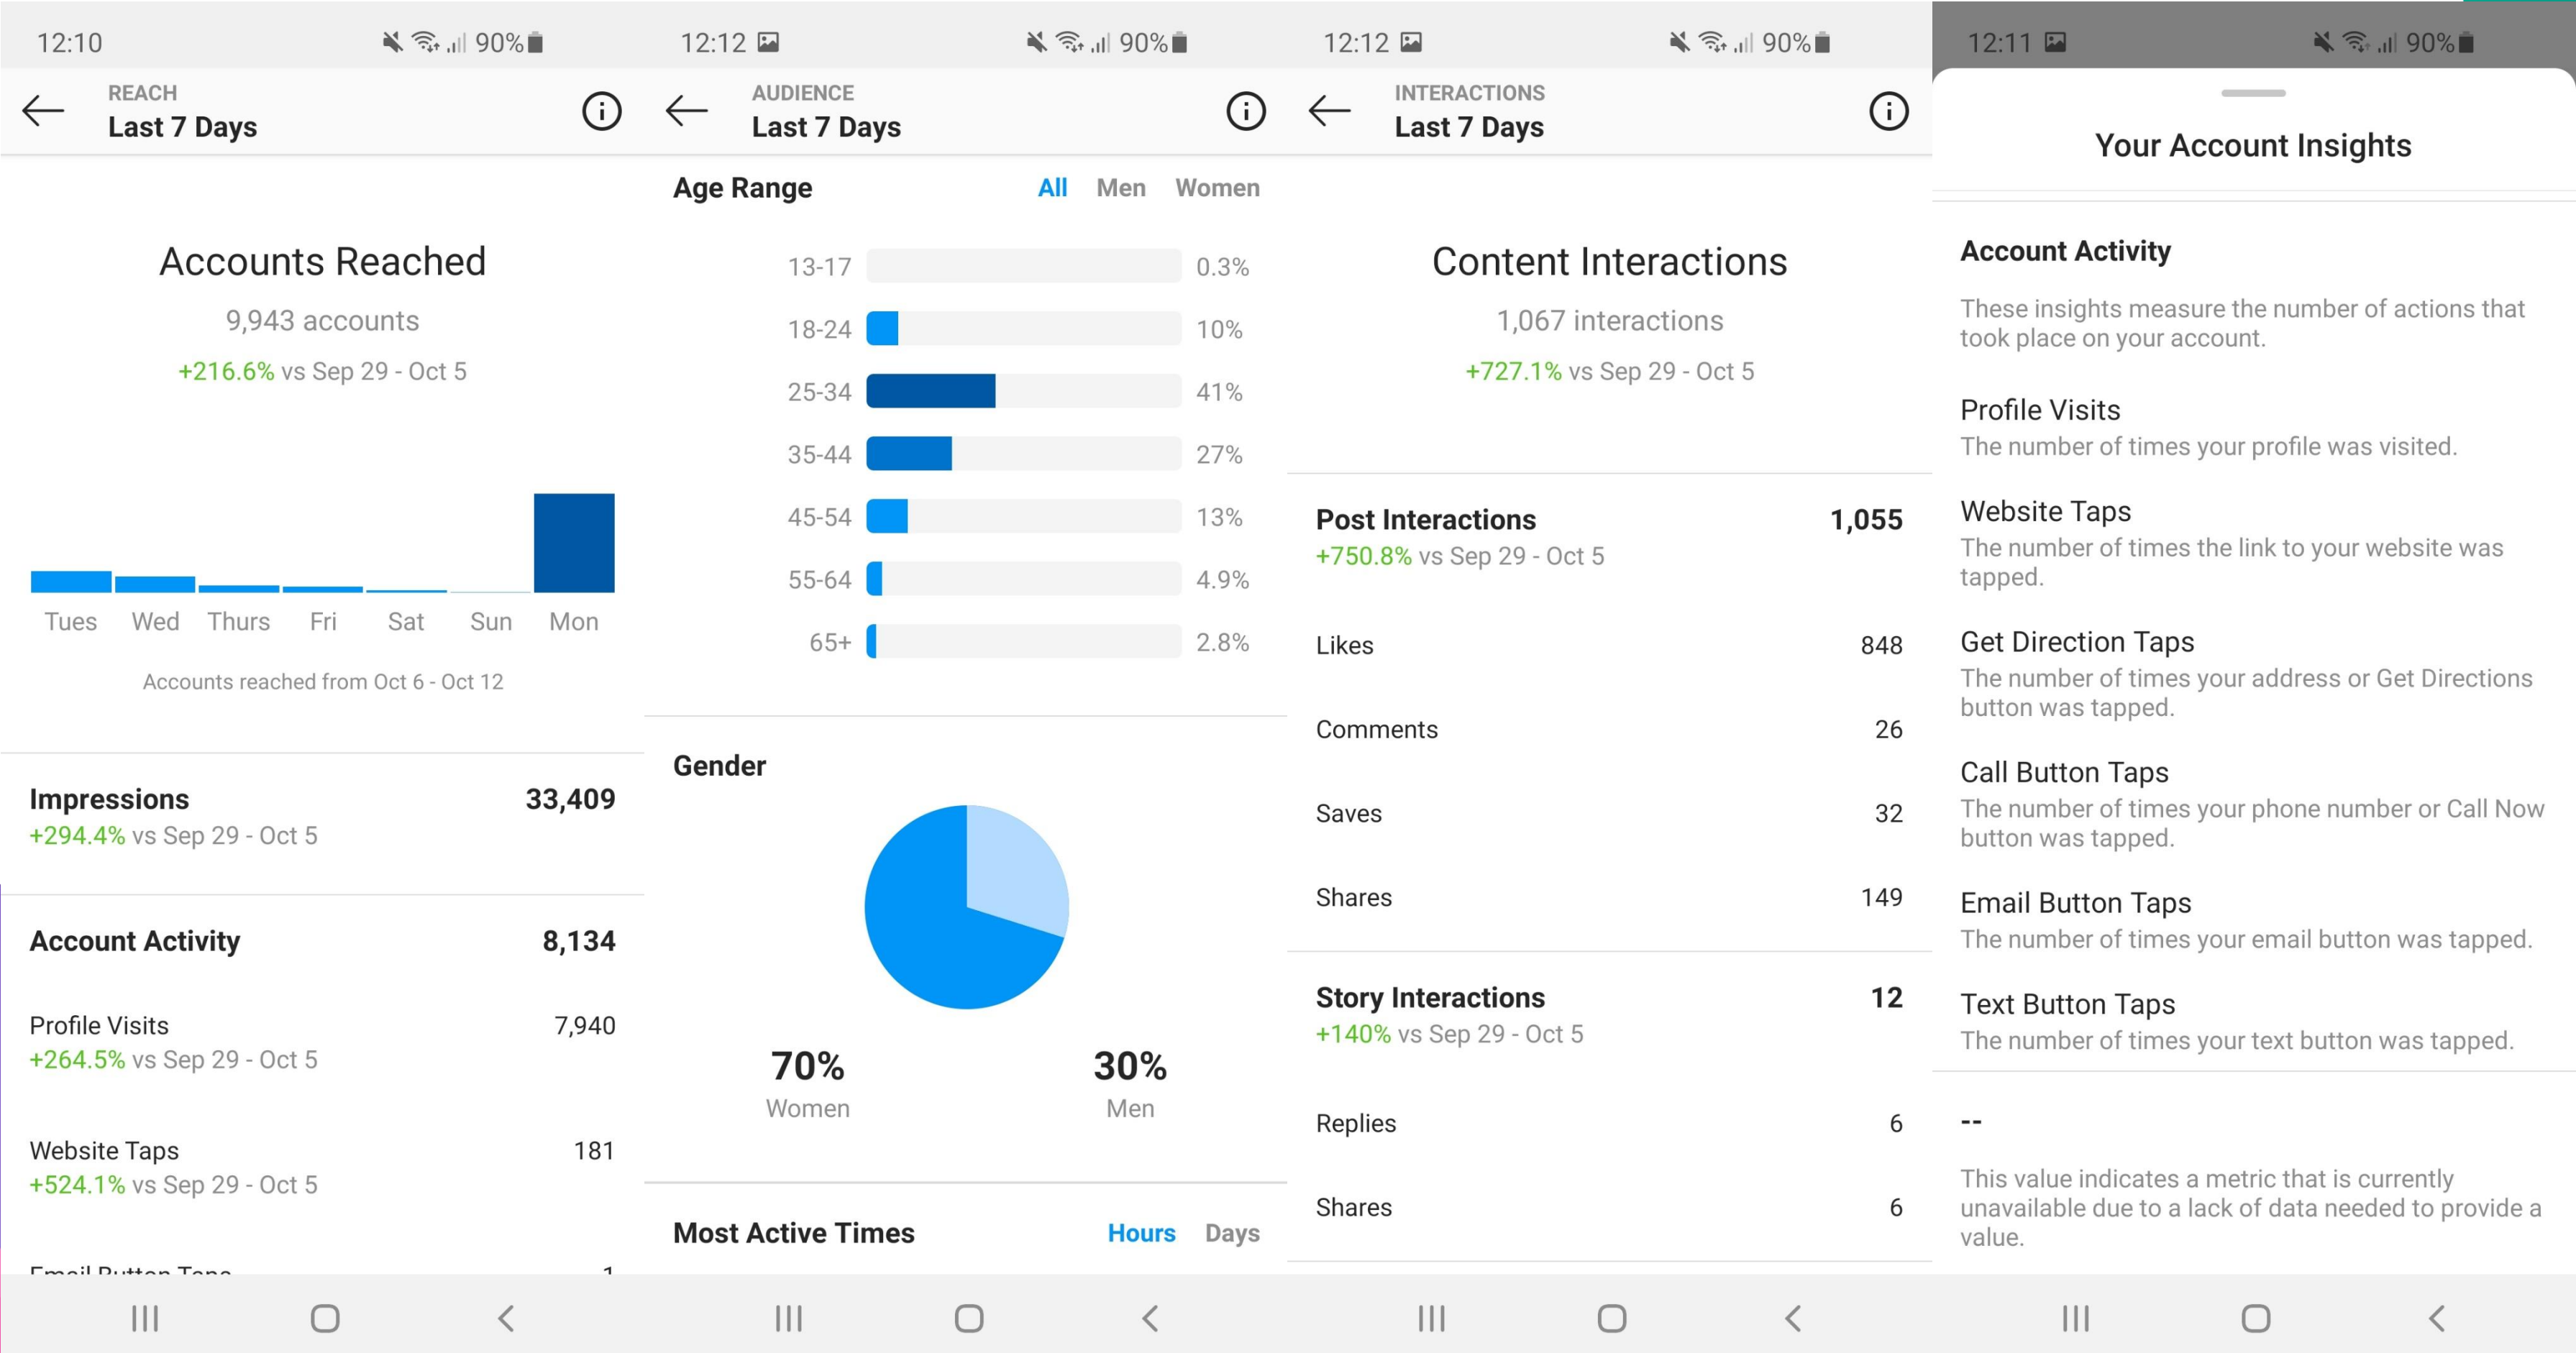 12:10
90%
REACH
Last 7 Days
Accounts Reached
9,943 accounts
+216.6% vs Sep 29 - Oct 5
Tues Wed Thurs Fri Sat Sun Mon
Accounts reached from Oct 6 - Oct 12
Impressions 33,409
+294.4% vs Sep 29 - Oct 5
Account Activity 8,134
Profile Visits 7,940
+264.5% vs Sep 29 - Oct 5
Website Taps 181
+524.1% vs Sep 29 - Oct 5
Email Button Taps 1
12:12
90%
AUDIENCE
Last 7 Days
Age Range All Men Women
13-17 0.3%
18-24 10%
25-34 41%
35-44 27%
45-54 13%
55-64 4.9%
65+ 2.8%
Gender
70% 30%
Women Men
Most Active Times Hours Days
12:12
90%
INTERACTIONS
Last 7 Days
Content Interactions
1,067 interactions
+727.1% vs Sep 29 - Oct 5
Post Interactions 1,055
+750.8% vs Sep 29 - Oct 5
Likes 848
Comments 26
Saves 32
Shares 149
Story Interactions 12
+140% vs Sep 29 - Oct 5
Replies 6
Shares 6
12:11
90%
Your Account Insights
Account Activity
These insights measure the number of actions that
took place on your account.
Profile Visits
The number of times your profile was visited.
Website Taps
The number of times the link to your website was
tapped.
Get Direction Taps
The number of times your address or Get Directions
button was tapped.
Call Button Taps
The number of times your phone number or Call Now
button was tapped.
Email Button Taps
The number of times your email button was tapped.
Text Button Taps
The number of times your text button was tapped.
--
This value indicates a metric that is currently
unavailable due to a lack of data needed to provide a
value.